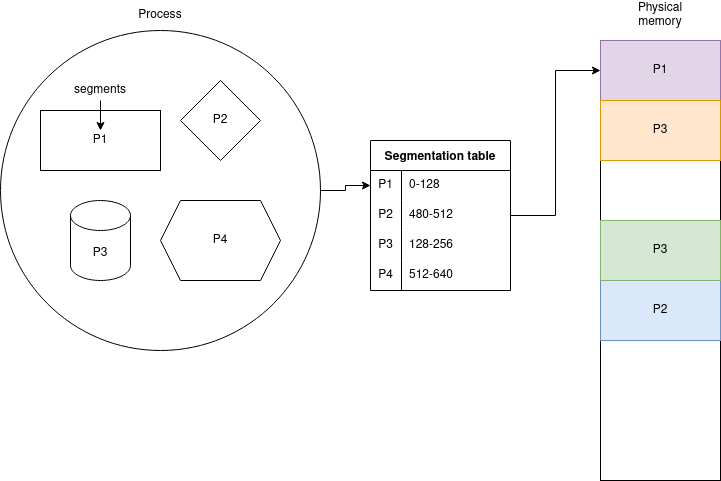 Process
segments
P1
P2
P3
P4
Segmentation table
P1 0-128
P2 480-512
P3 128-256
P4 512-640
Physical
memory
P1
P3
P3
P2